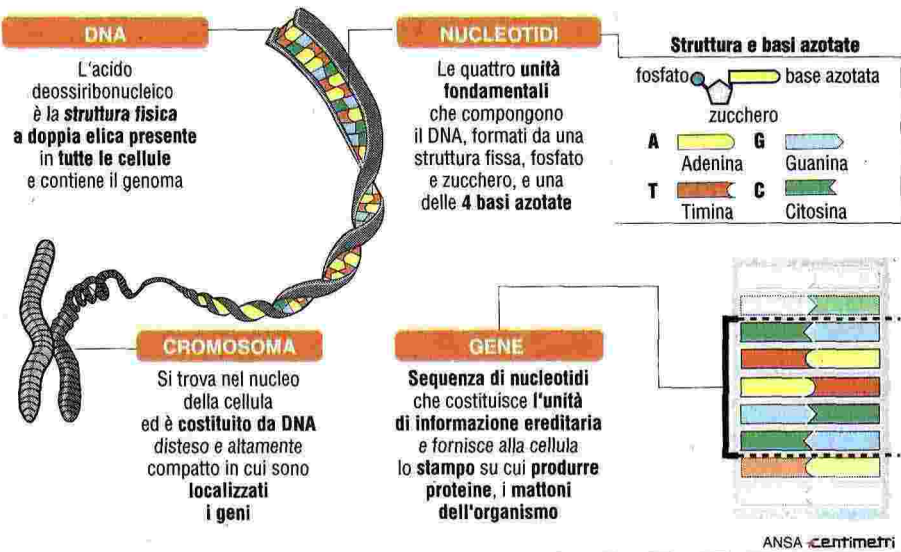 DNA
L'acido
deossiribonucleico
è la struttura fisica
a doppia elica presente
in tutte le cellule
e contiene il genoma
NUCLEOTIDI
Le quattro unità
fondamentali
che compongono
il DNA, formati da una
struttura fissa, fosfato
e zucchero, e una
delle 4 basi azotate
Struttura e basi azotate
fosfato
base azotata
zucchero
A
Adenina
G
Guanina
T
Timina
C
Citosina
CROMOSOMA
Si trova nel nucleo
della cellula
ed è costituito da DNA
disteso e altamente
compatto in cui sono
localizzati
i geni
GENE
Sequenza di nucleotidi
che costituisce l'unità
di informazione ereditaria
e fornisce alla cellula
lo stampo su cui produrre
proteine, i mattoni
dell'organismo
ANSA centimetri